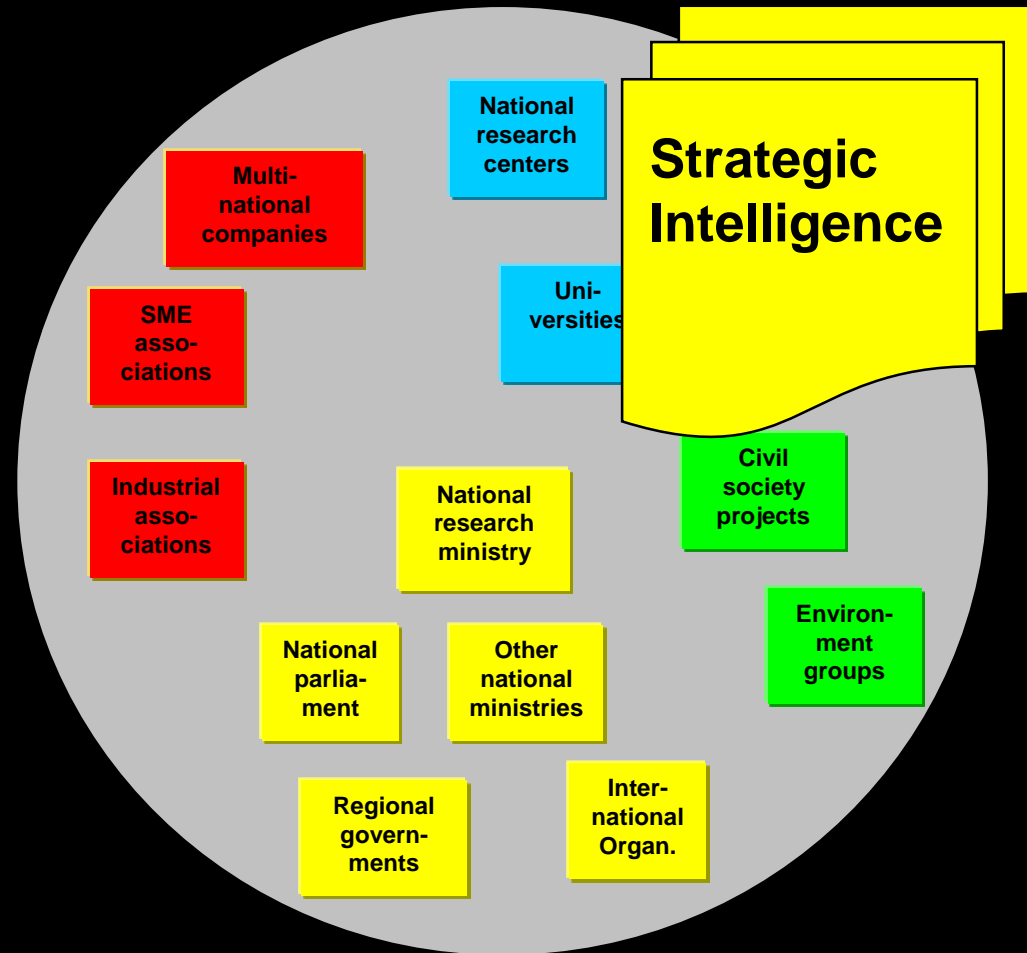 National
research
centers
Strategic
Intelligence
Multi-
national
companies
Uni-
versities
SME
asso-
ciations
Civil
society
projects
Industrial
asso-
ciations
National
research
ministry
Environ-
ment
groups
National
parlia-
ment
Other
national
ministries
Inter-
national
Organ.
Regional
govern-
ments